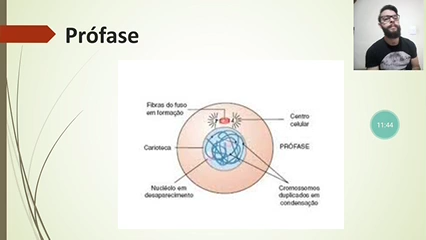 Prófase
11:44
Fibras do fuso
em formação
Centro
celular
Carioteca
PRÓFASE
Nucléolo em
desaparecimento
Cromossomos
duplicados em
condensação